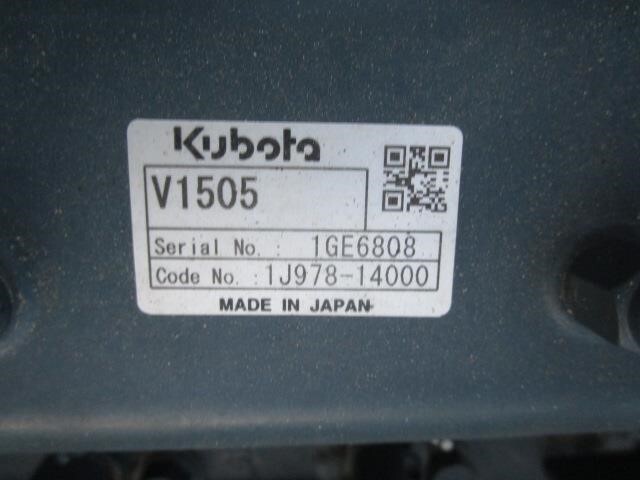 Kubota
V1505
Serial No. : 1GE6808
Code No. : 1J978-14000
MADE IN JAPAN